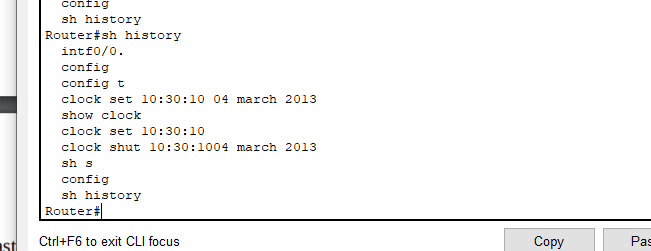 config
sh history
Router#sh history
intf0/0.
config
config t
clock set 10:30:10 04 march 2013
show clock
clock set 10:30:10
clock shut 10:30:1004 march 2013
sh s
config
sh history
Router#
Ctrl+F6 to exit CLI focus
Copy